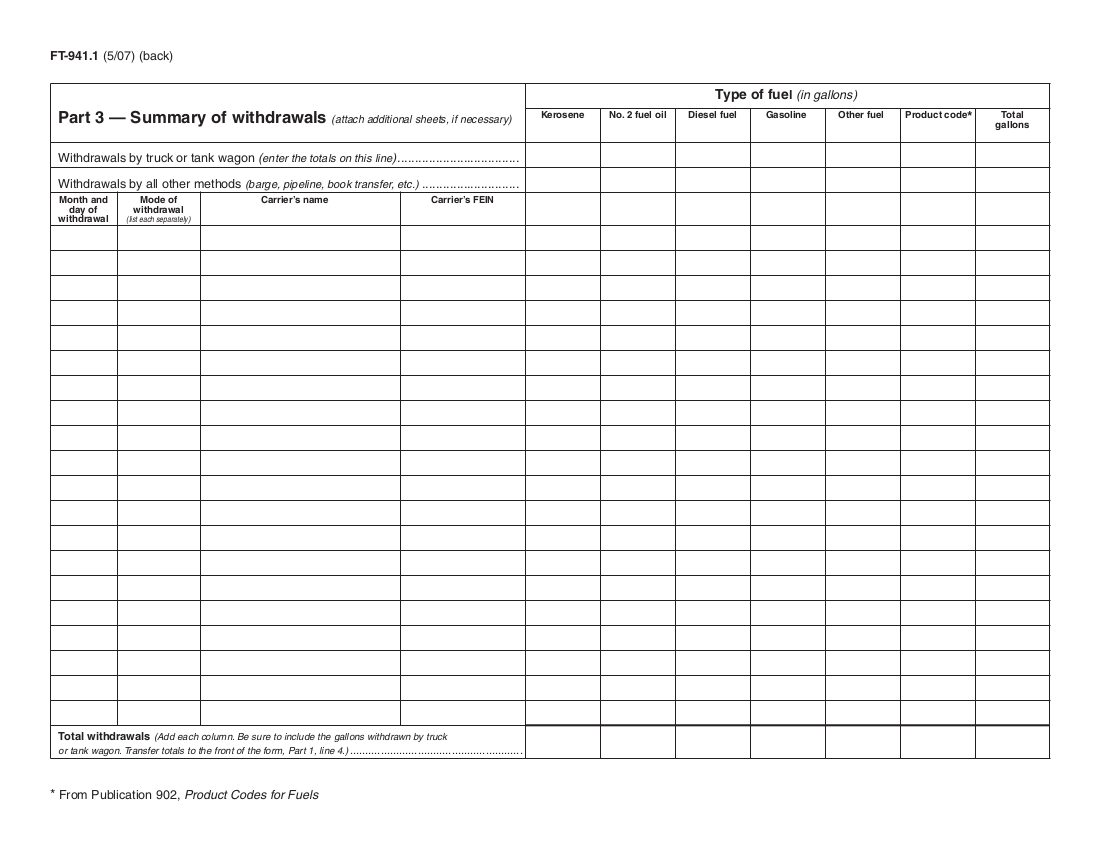 FT-941.1 (5/07) (back)
Part 3 — Summary of withdrawals (attach additional sheets, if necessary)
Type of fuel (in gallons)
Kerosene No. 2 fuel oil Diesel fuel Gasoline Other fuel Product code* Total
gallons
Withdrawals by truck or tank wagon (enter the totals on this line)...................................
Withdrawals by all other methods (barge, pipeline, book transfer, etc.) ............................
Month and
day of
withdrawal
Mode of
withdrawal
(list each separately)
Carrier's name
Carrier's FEIN
Total withdrawals (Add each column. Be sure to include the gallons withdrawn by truck
or tank wagon. Transfer totals to the front of the form, Part 1, line 4.) .........................................................
* From Publication 902, Product Codes for Fuels